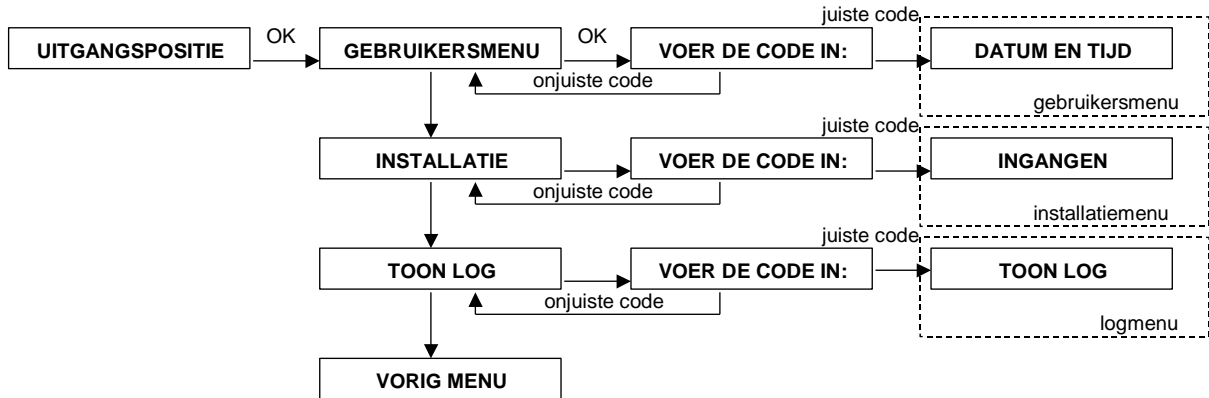 juiste code
UITGANGSPOSITIE OK GEBRUIKERSMENU OK VOER DE CODE IN: DATUM EN TIJD
onjuiste code
gebruikersmenu
juiste code
INSTALLATIE VOER DE CODE IN: INGANGEN
onjuiste code
installatiemenu
juiste code
TOON LOG VOER DE CODE IN: TOON LOG
onjuiste code
logmenu
VORIG MENU